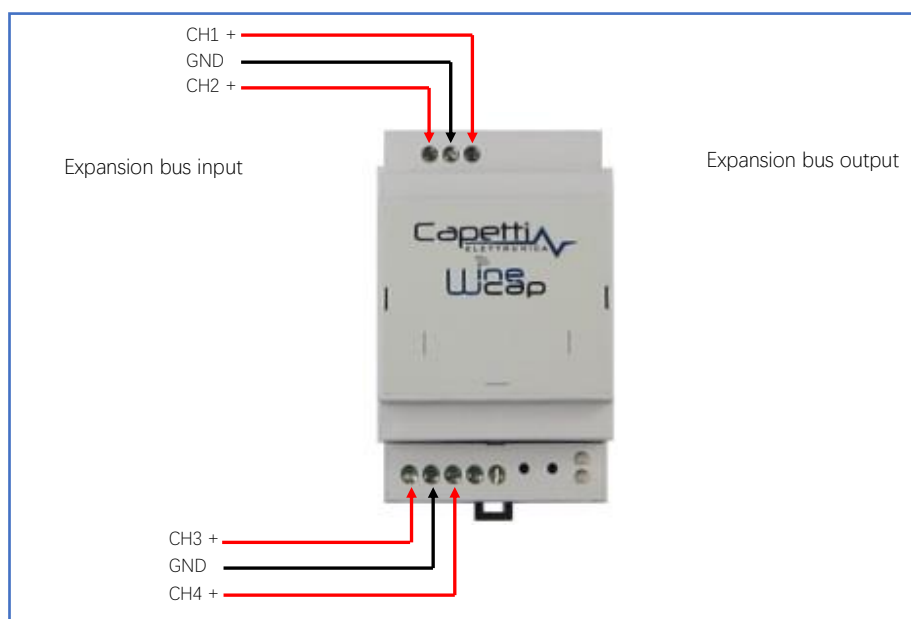 CH1 +
GND
CH2 +
Expansion bus input
Expansion bus output
Capetti
ELETTRONICA
Winecap
CH3 +
GND
CH4 +